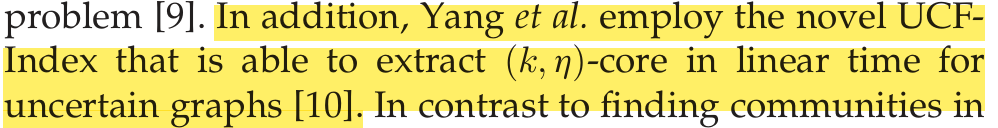 problem [9]. In addition, Yang et al. employ the novel UCF-
Index that is able to extract (k, η)-core in linear time for
uncertain graphs [10]. In contrast to finding communities in